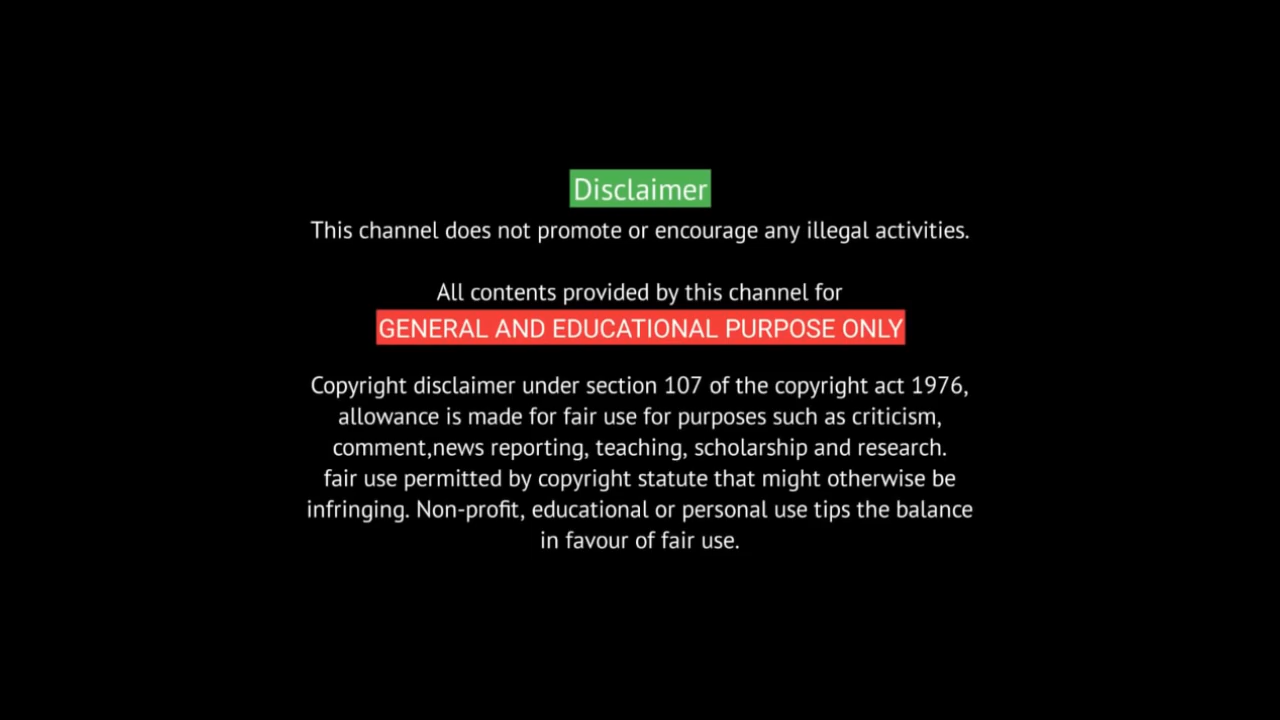 Disclaimer
This channel does not promote or encourage any illegal activities.
All contents provided by this channel for
GENERAL AND EDUCATIONAL PURPOSE ONLY
Copyright disclaimer under section 107 of the copyright act 1976,
allowance is made for fair use for purposes such as criticism,
comment,news reporting, teaching, scholarship and research.
fair use permitted by copyright statute that might otherwise be
infringing. Non-profit, educational or personal use tips the balance
in favour of fair use.